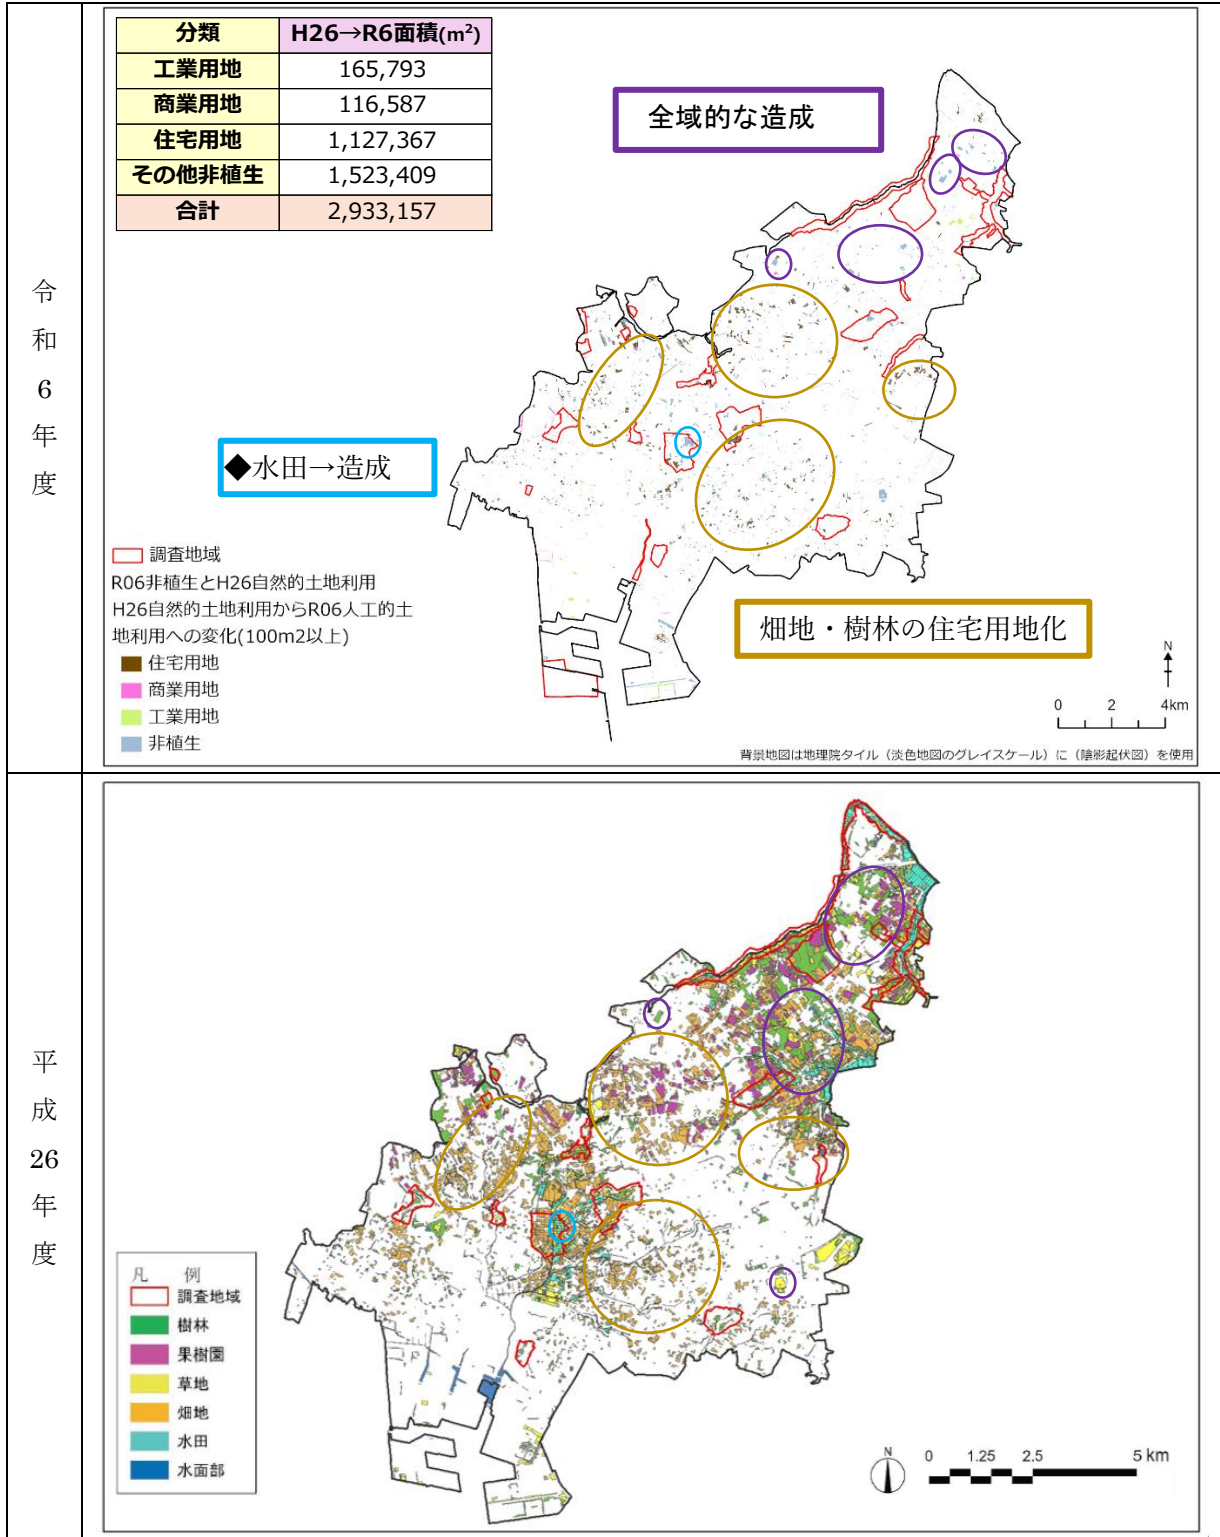 令和6年度
分類 H26→R6面積(m²)
工業用地 165,793
商業用地 116,587
住宅用地 1,127,367
その他非植生 1,523,409
合計 2,933,157
全域的な造成
◆水田→造成
畑地・樹林の住宅用地化
調査地域
R06非植生とH26自然的土地利用
H26自然的土地利用からR06人工的土
地利用への変化(100m2以上)
住宅用地
商業用地
工業用地
非植生
N
0 2 4km
背景地図は地理院タイル（淡色地図のグレイスケール）に（陰影起伏図）を使用
平成26年度
凡 例
調査地域
樹林
果樹園
草地
畑地
水田
水面部
N
0 1.25 2.5 5 km